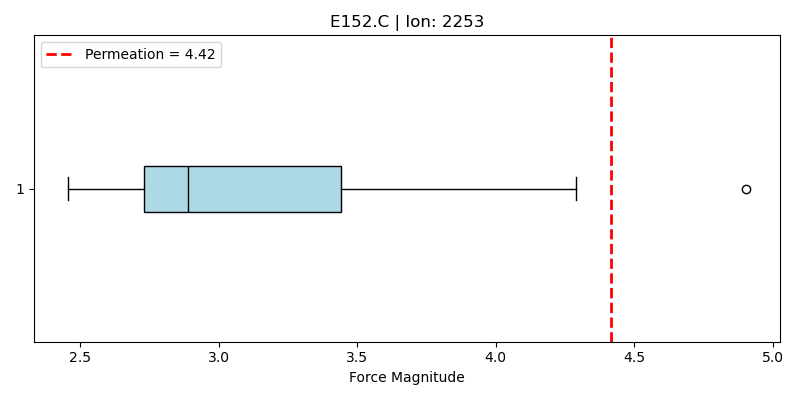 E152.C | Ion: 2253
Permeation = 4.42
1
2.5 3.0 3.5 4.0 4.5 5.0
Force Magnitude